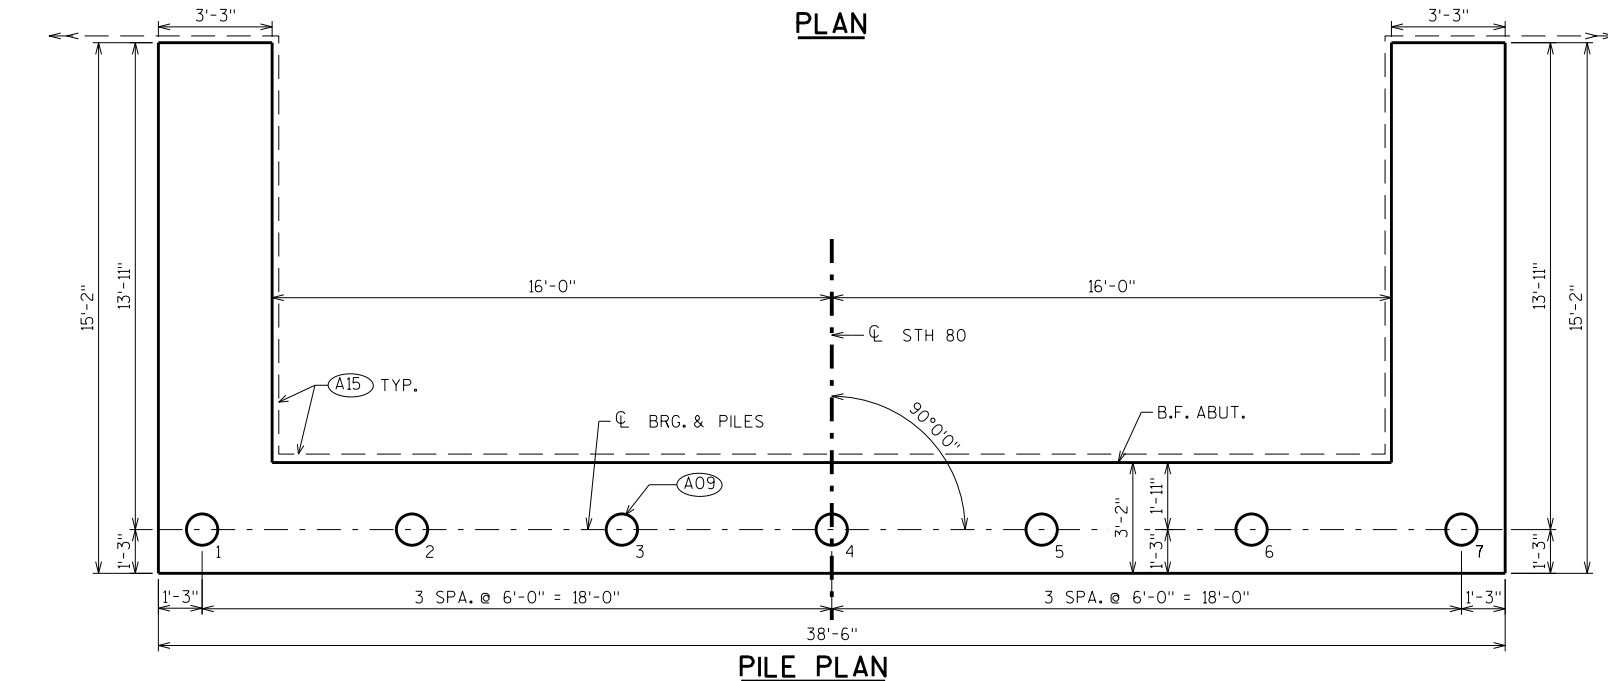 PLAN
3'-3"
3'-3"
15'-2"
13'-11"
13'-11"
15'-2"
16'-0"
16'-0"
℄ STH 80
A15 TYP.
℄ BRG. & PILES
90°0'0"
B.F. ABUT.
A09
3'-2"
1'-11"
1'-3"
1'-3"
1'-3"
1 2 3 4 5 6 7
1'-3"
3 SPA. @ 6'-0" = 18'-0"
3 SPA. @ 6'-0" = 18'-0"
1'-3"
38'-6"
PILE PLAN